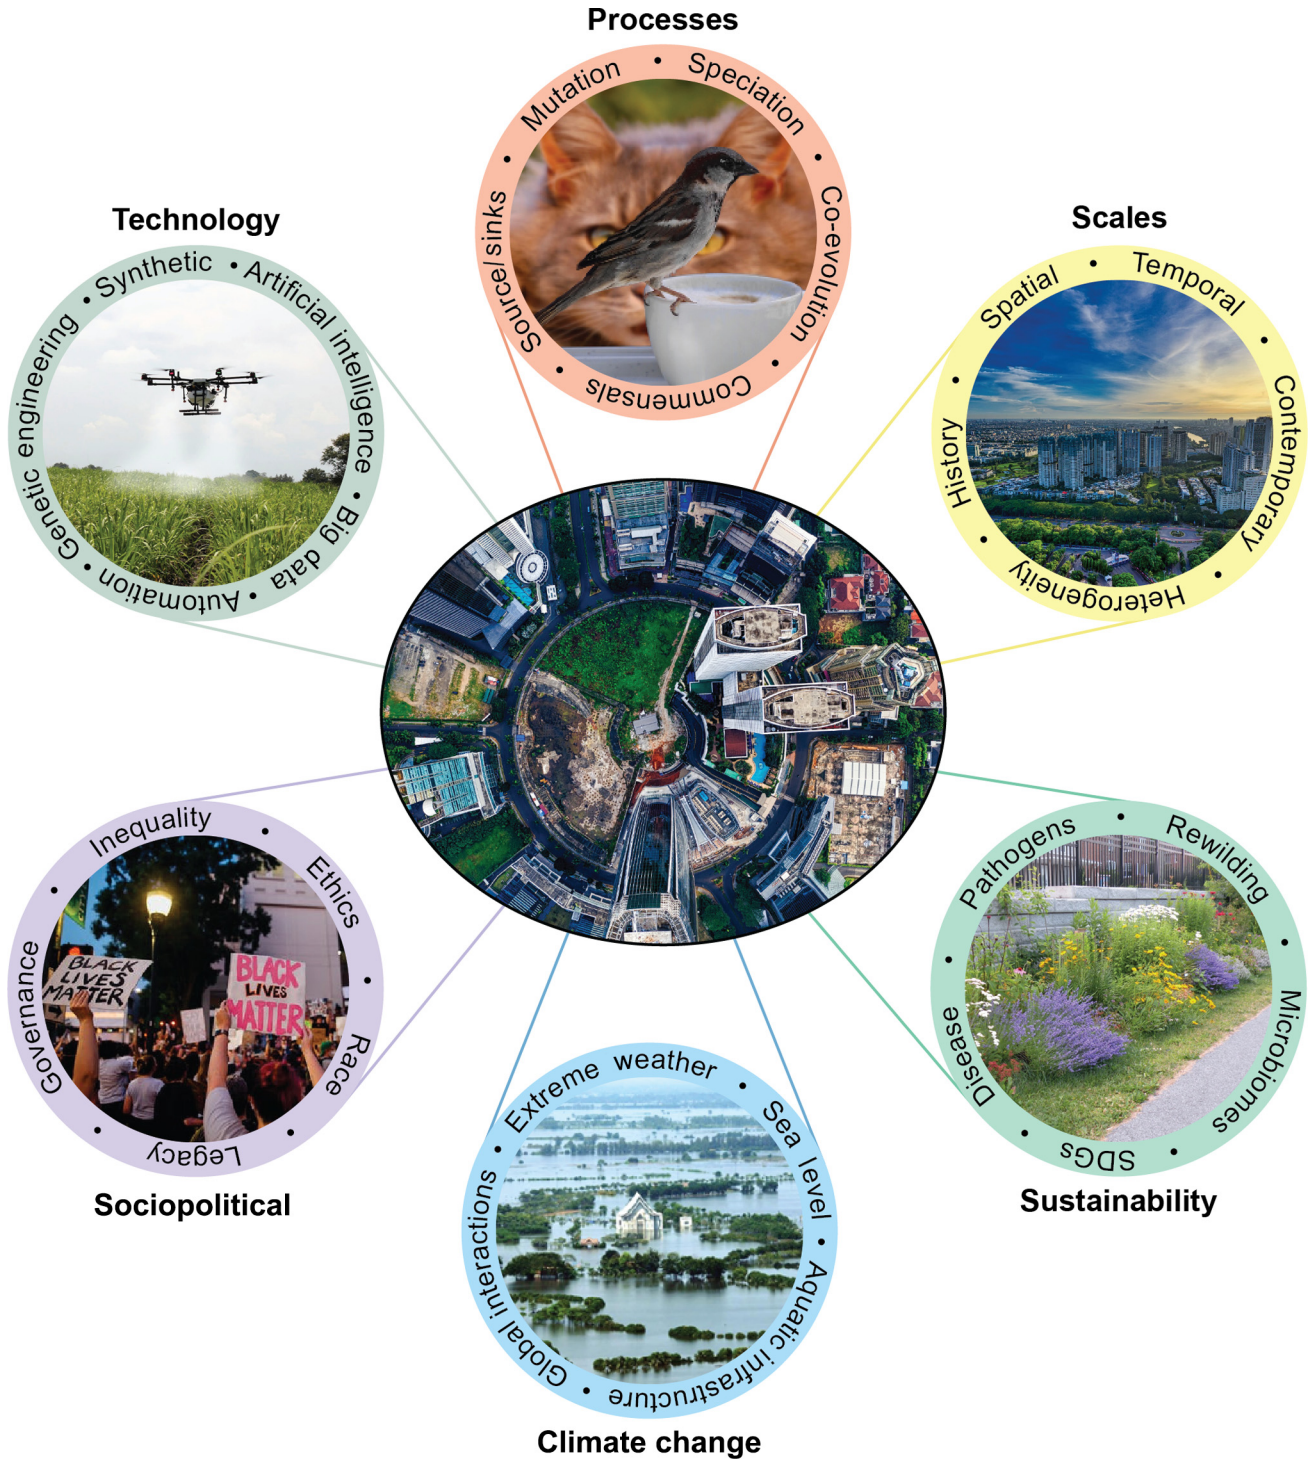 Processes
Mutation • Speciation • Co-evolution • Commensals • Source/sinks •
Scales
Spatial • Temporal • Contemporary • Heterogeneity • History •
Technology
Synthetic • Artificial intelligence • Big data • Automation • Genetic engineering •
Sociopolitical
Inequality • Ethics • Race • Legacy • Governance •
BLACK
LIVES
MATTER
BLACK
LIVES
MATTER
Sustainability
Pathogens • Rewilding • Microbiomes • SDGs • Disease •
Climate change
Extreme weather • Sea level • Aquatic infrastructure • Global interactions •